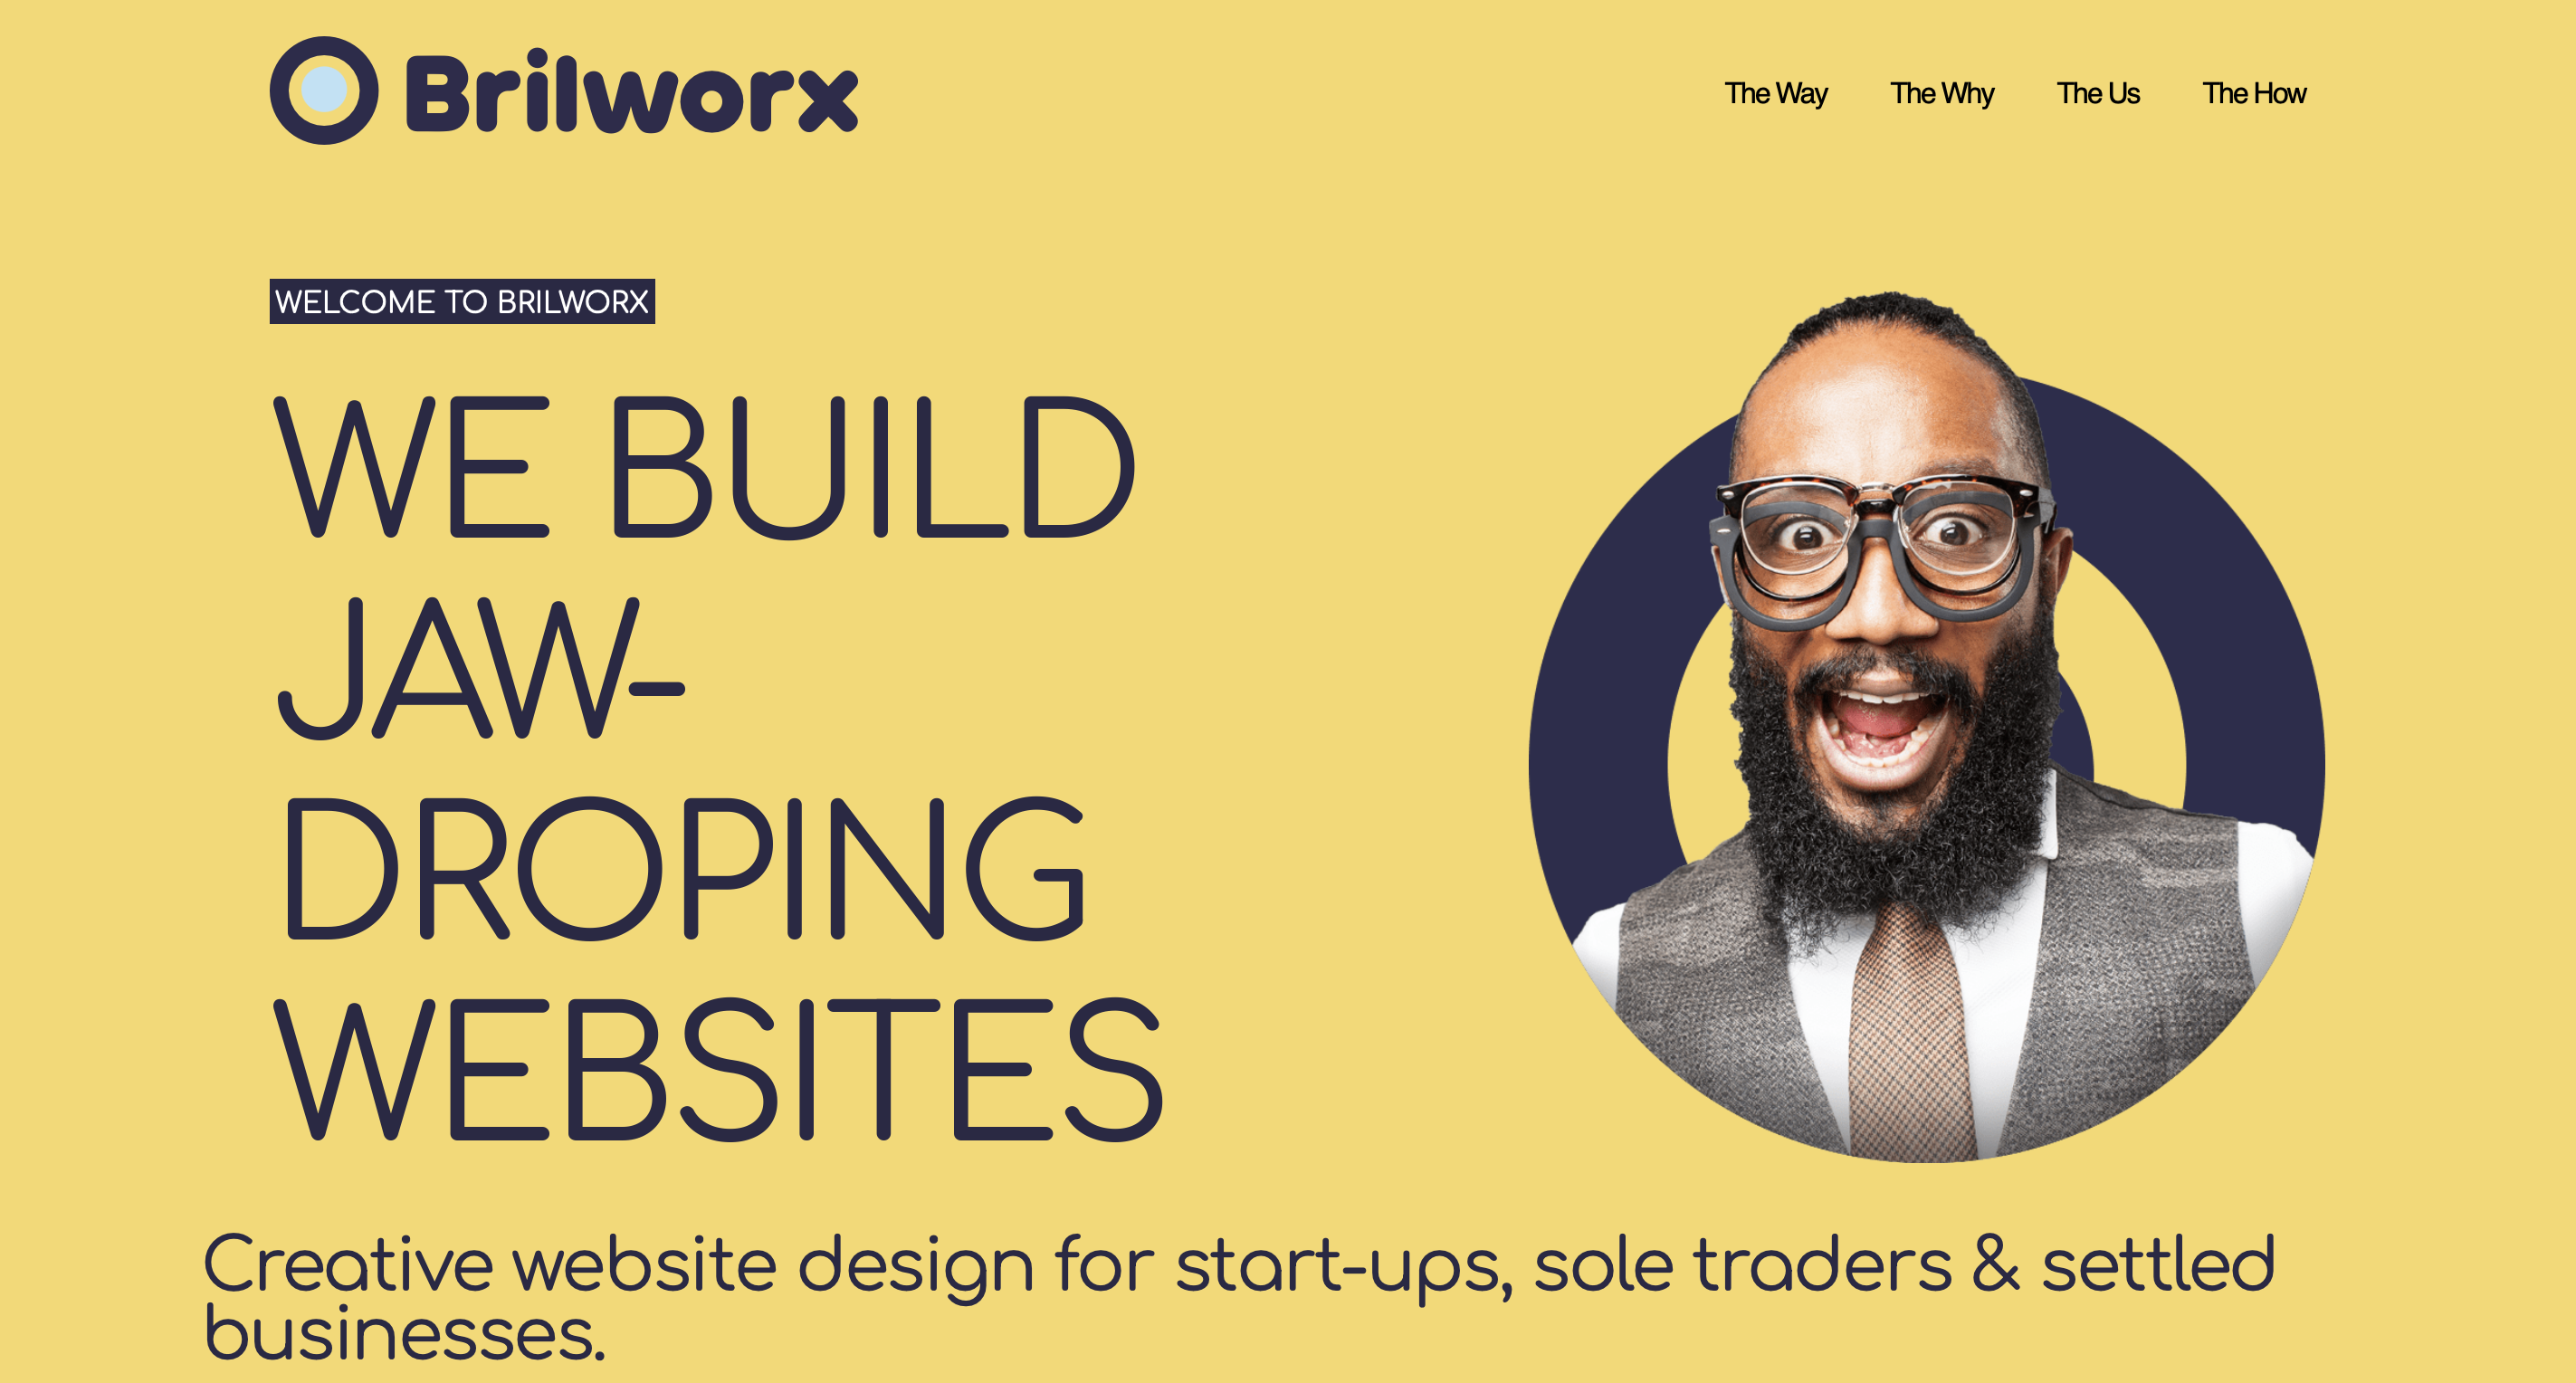 Brilworx
The Way The Why The Us The How
WELCOME TO BRILWORX
WE BUILD
JAW-
DROPING
WEBSITES
Creative website design for start-ups, sole traders & settled
businesses.